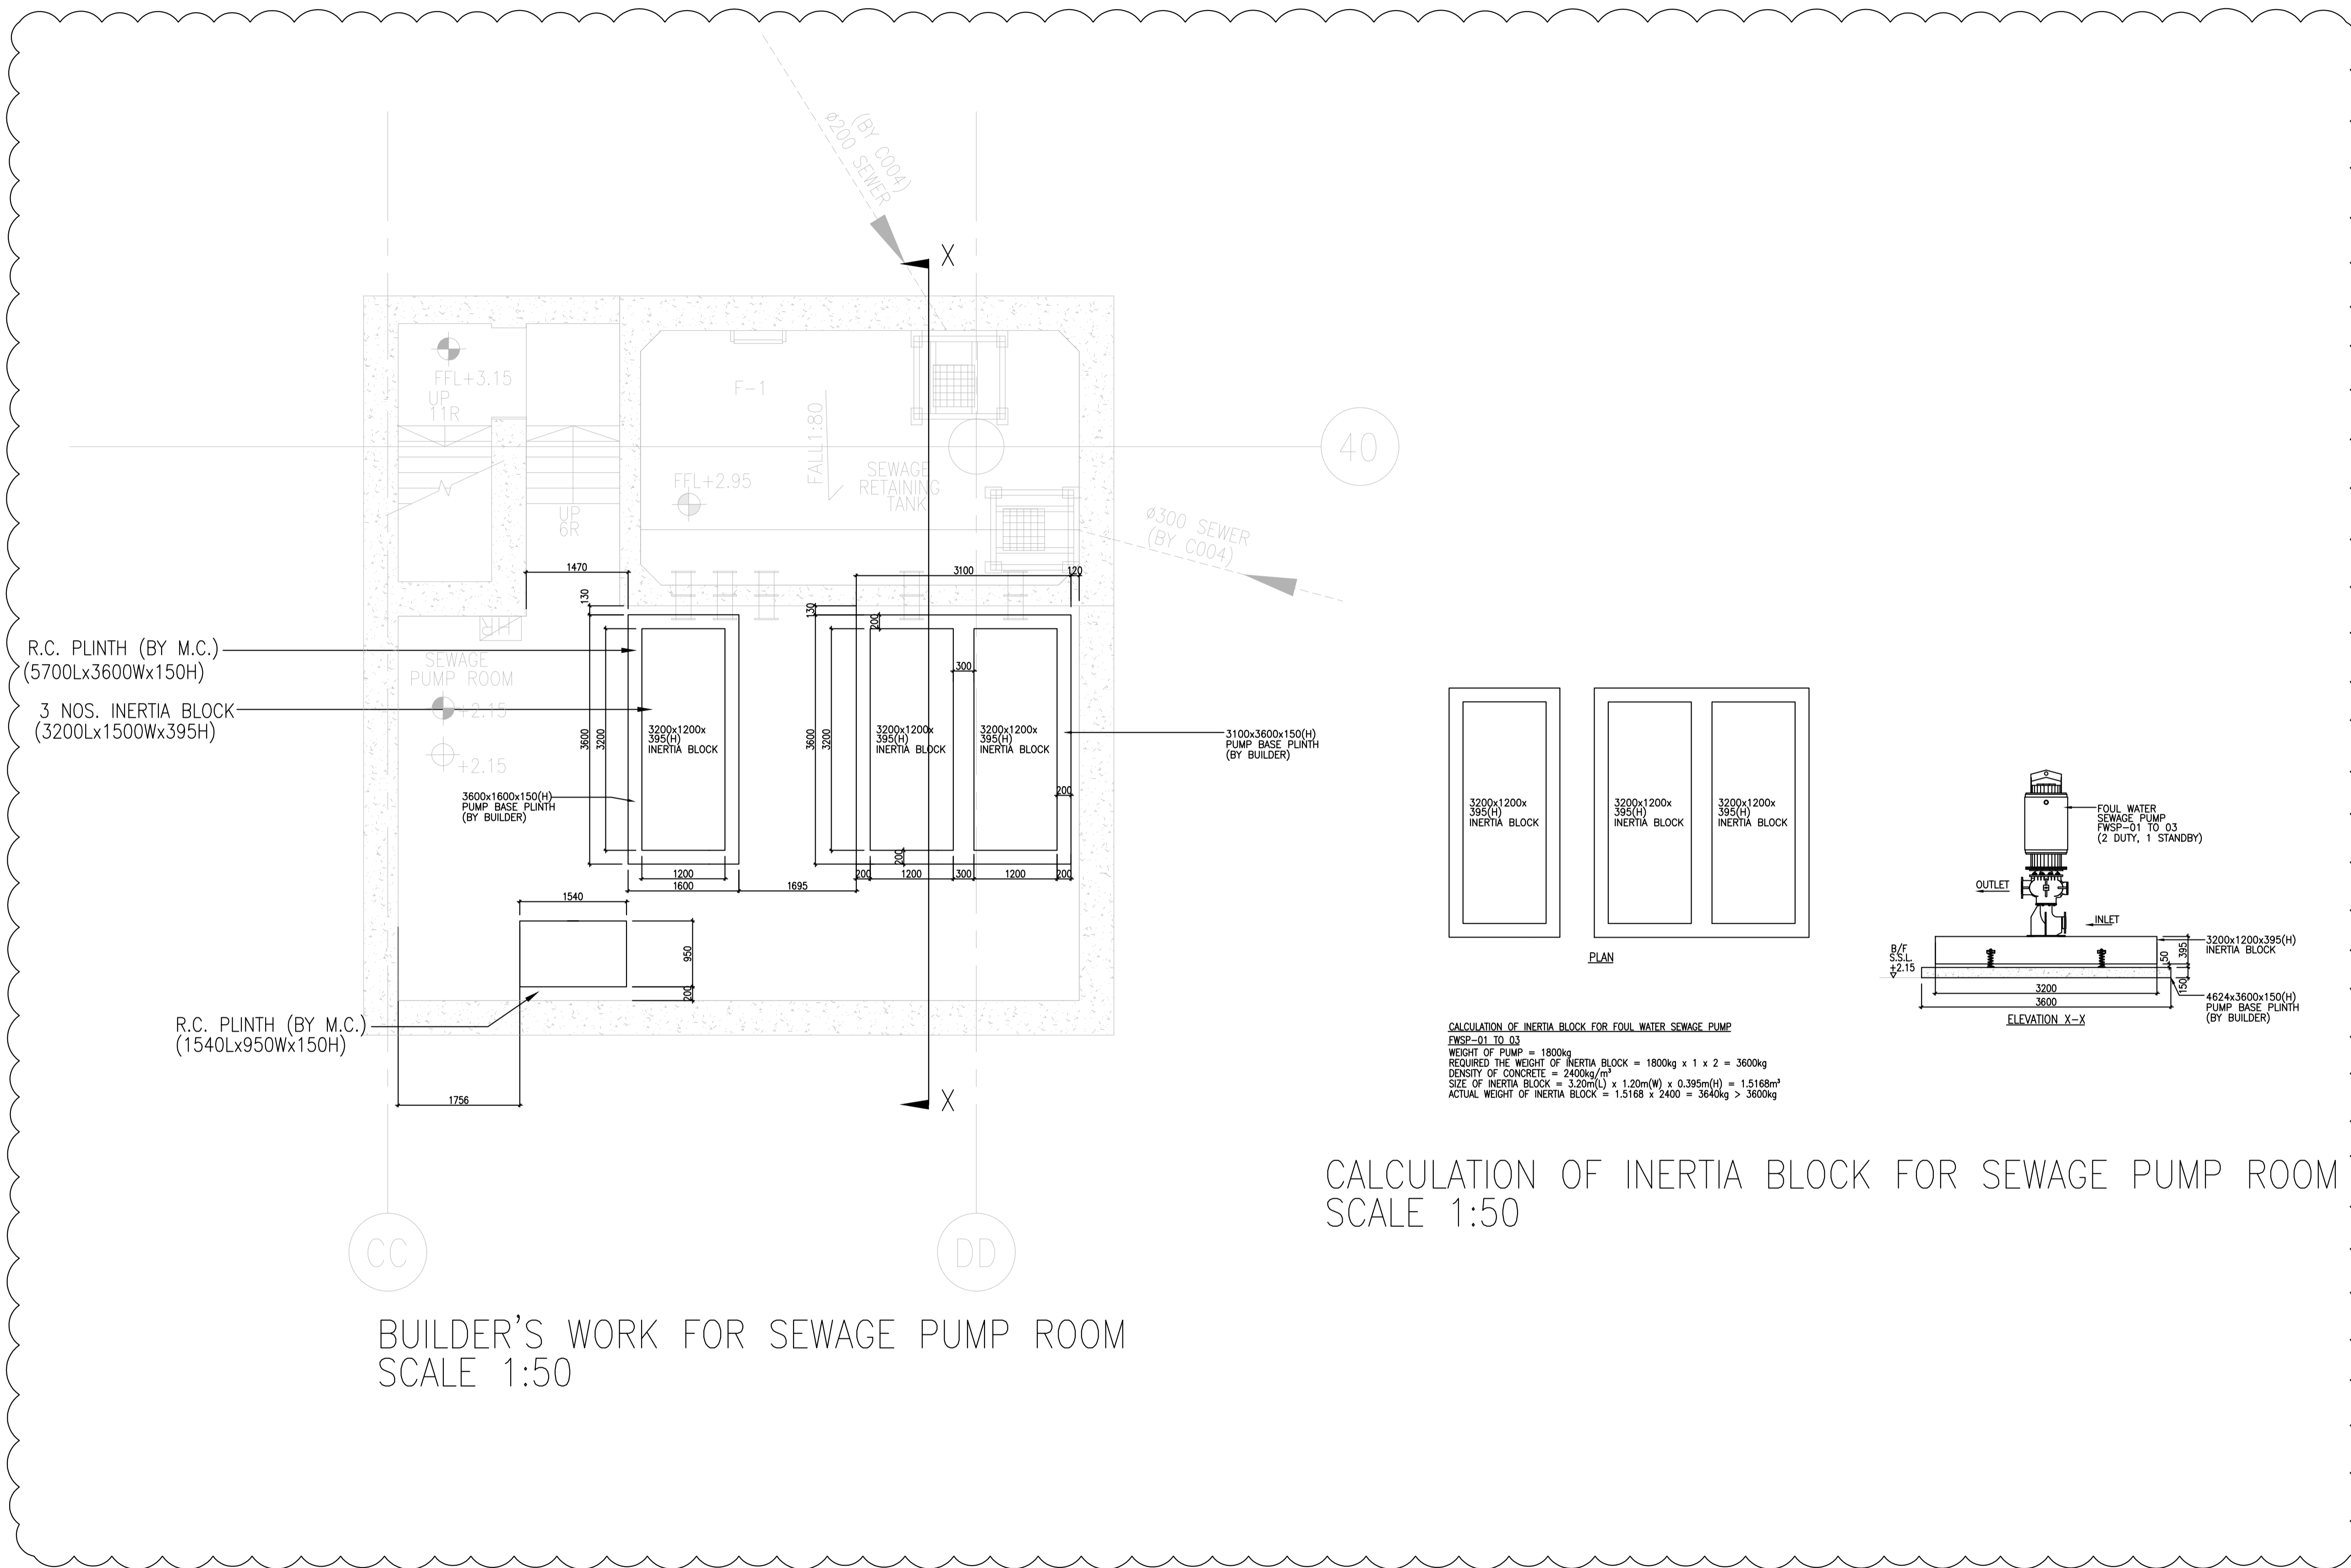 (BY C004)
Ø200 SEWER
X
FFL+3.15
UP
11R
F-1
FALL1:80
40
FFL+2.95
SEWAGE
RETAINING
TANK
UP
6R
Ø300 SEWER
(BY C004)
1470
3100
120
130
130
200
R.C. PLINTH (BY M.C.)
(5700Lx3600Wx150H)
HR
SEWAGE
PUMP ROOM
300
3 NOS. INERTIA BLOCK
(3200Lx1500Wx395H)
+2.15
+2.15
3600
3200
3200x1200x
395(H)
INERTIA BLOCK
3600
3200
3200x1200x
395(H)
INERTIA BLOCK
3200x1200x
395(H)
INERTIA BLOCK
3100x3600x150(H)
PUMP BASE PLINTH
(BY BUILDER)
3600x1600x150(H)
PUMP BASE PLINTH
(BY BUILDER)
200
200
1200
1600
1695
200
1200
300
1200
200
1540
950
200
R.C. PLINTH (BY M.C.)
(1540Lx950Wx150H)
1756
X
CC
DD
BUILDER'S WORK FOR SEWAGE PUMP ROOM
SCALE 1:50
3200x1200x
395(H)
INERTIA BLOCK
3200x1200x
395(H)
INERTIA BLOCK
3200x1200x
395(H)
INERTIA BLOCK
PLAN
FOUL WATER
SEWAGE PUMP
FWSP-01 TO 03
(2 DUTY, 1 STANDBY)
OUTLET
INLET
B/F
S.S.L.
+2.15
50
395
150
3200x1200x395(H)
INERTIA BLOCK
3200
3600
4624x3600x150(H)
PUMP BASE PLINTH
(BY BUILDER)
ELEVATION X-X
CALCULATION OF INERTIA BLOCK FOR FOUL WATER SEWAGE PUMP
FWSP-01 TO 03
WEIGHT OF PUMP = 1800kg
REQUIRED THE WEIGHT OF INERTIA BLOCK = 1800kg x 1 x 2 = 3600kg
DENSITY OF CONCRETE = 2400kg/m³
SIZE OF INERTIA BLOCK = 3.20m(L) x 1.20m(W) x 0.395m(H) = 1.5168m³
ACTUAL WEIGHT OF INERTIA BLOCK = 1.5168 x 2400 = 3640kg > 3600kg
CALCULATION OF INERTIA BLOCK FOR SEWAGE PUMP ROOM
SCALE 1:50